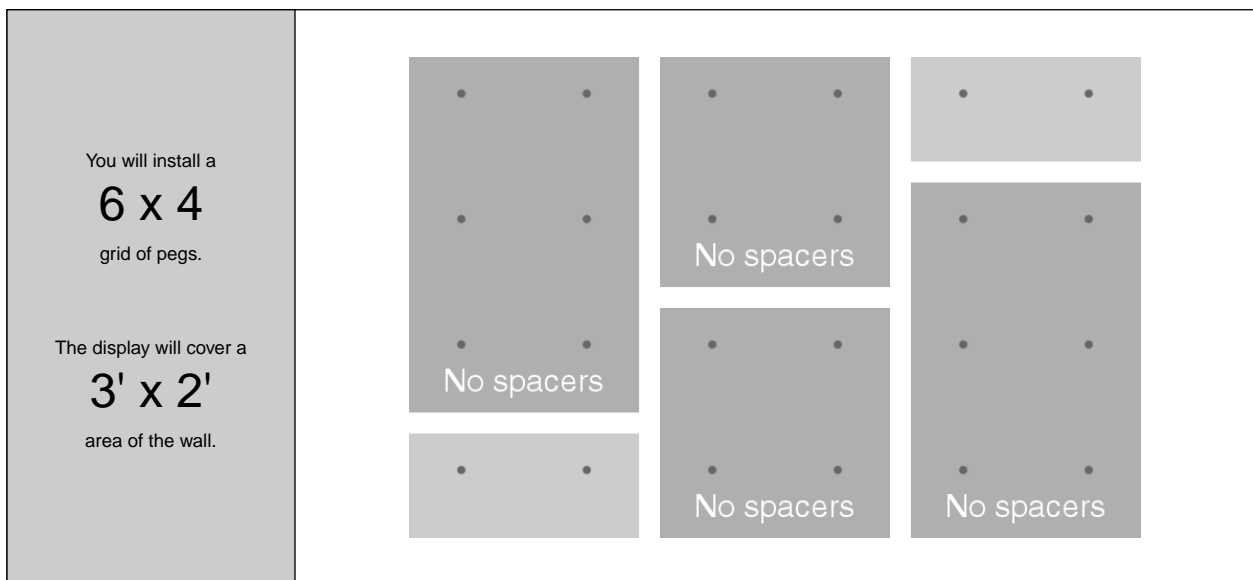 You will install a
6 x 4
grid of pegs.
The display will cover a
3' x 2'
area of the wall.
No spacers
No spacers
No spacers
No spacers